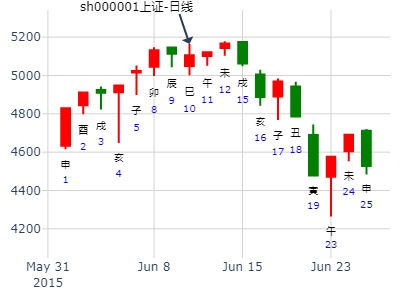 sh000001上证-日线
5200
5000
4800
4600
4400
4200
申
1
酉
2
戌
3
亥
4
子
5
卯
8
辰
9
巳
10
午
11
未
12
戌
15
亥
16
子
17
丑
18
寅
19
午
23
未
24
申
25
May 31
2015
Jun 8
Jun 15
Jun 23